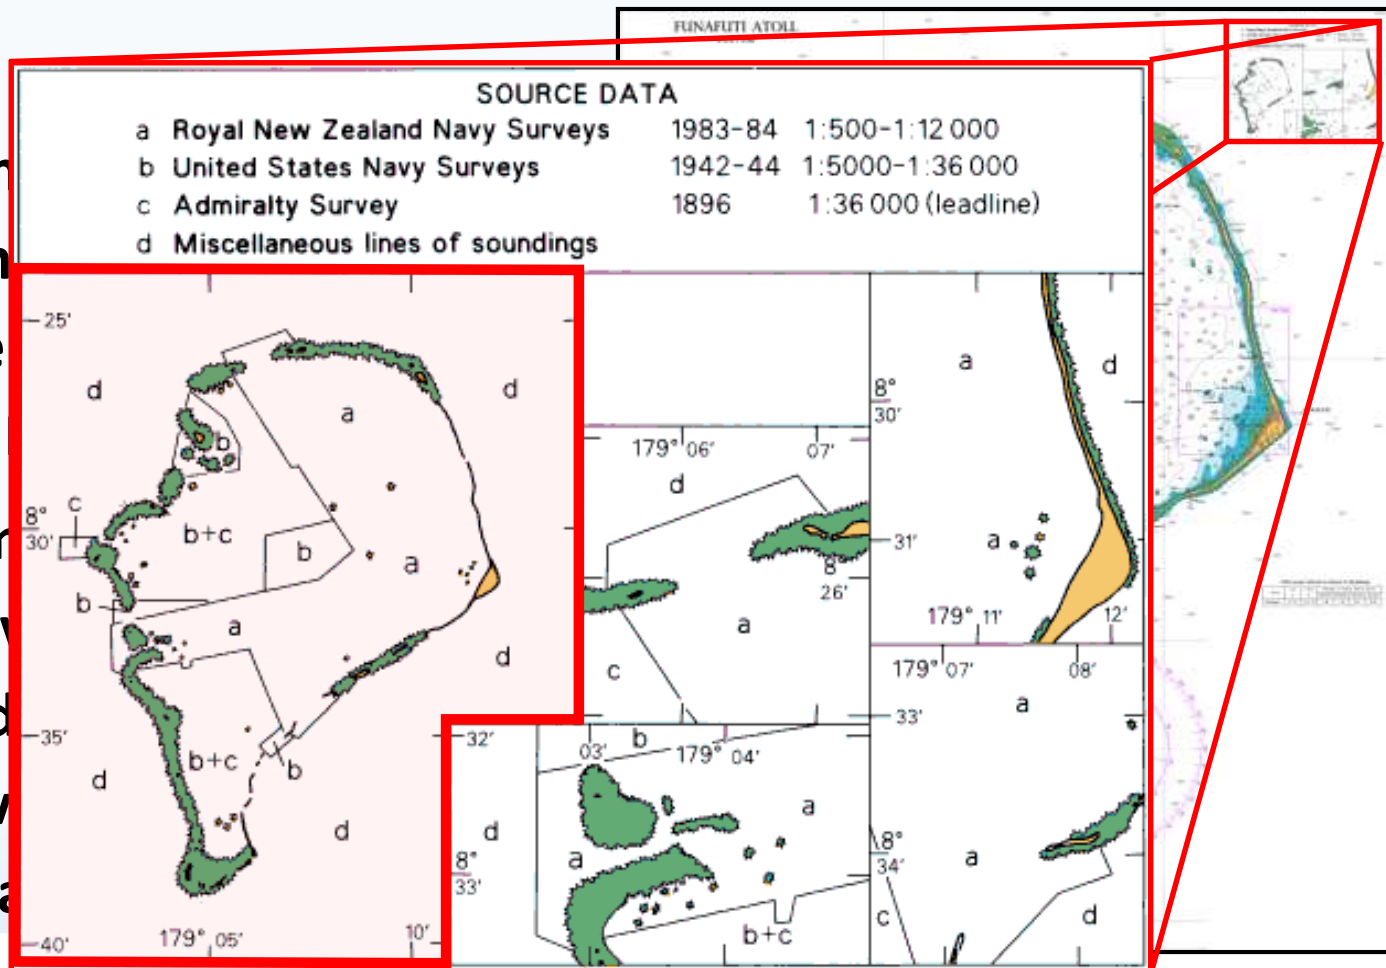 FUNAFUTI ATOLL
SOURCE DATA
a Royal New Zealand Navy Surveys 1983-84 1:500-1:12 000
b United States Navy Surveys 1942-44 1:5000-1:36 000
c Admiralty Survey 1896 1:36 000 (leadline)
d Miscellaneous lines of soundings
25'
d
d
a
b
c
8°
30'
b+c
b
a
b
a
d
35'
b+c
b
d
d
40'
179° 05'
10'
179° 06'
07'
d
8°
26'
a
c
a
d
8°
30'
31'
a
179° 11'
12'
32'
b
03'
179° 04'
d
a
a
8°
33'
b+c
179° 07'
08'
33'
a
8°
34'
a
c
d